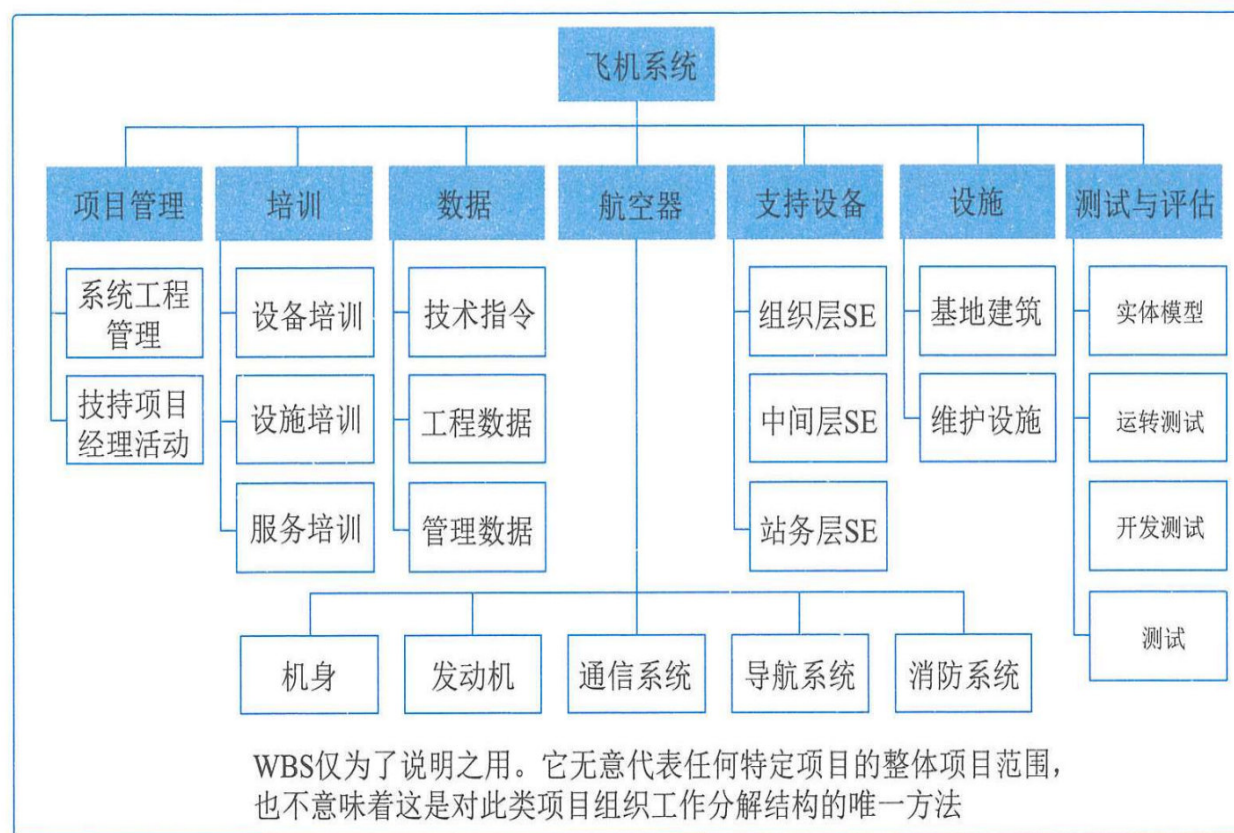 飞机系统
项目管理
培训
数据
航空器
支持设备
设施
测试与评估
系统工程
管理
技持项目
经理活动
设备培训
设施培训
服务培训
技术指令
工程数据
管理数据
组织层SE
中间层SE
站务层SE
基地建筑
维护设施
实体模型
运转测试
开发测试
测试
机身
发动机
通信系统
导航系统
消防系统
WBS仅为了说明之用。它无意代表任何特定项目的整体项目范围，
也不意味着这是对此类项目组织工作分解结构的唯一方法